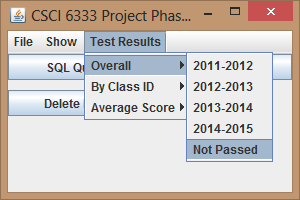 CSCI 6333 Project Phas...
File Show Test Results
SQL Qu
Delete
Overall
By Class ID
Average Score
2011-2012
2012-2013
2013-2014
2014-2015
Not Passed